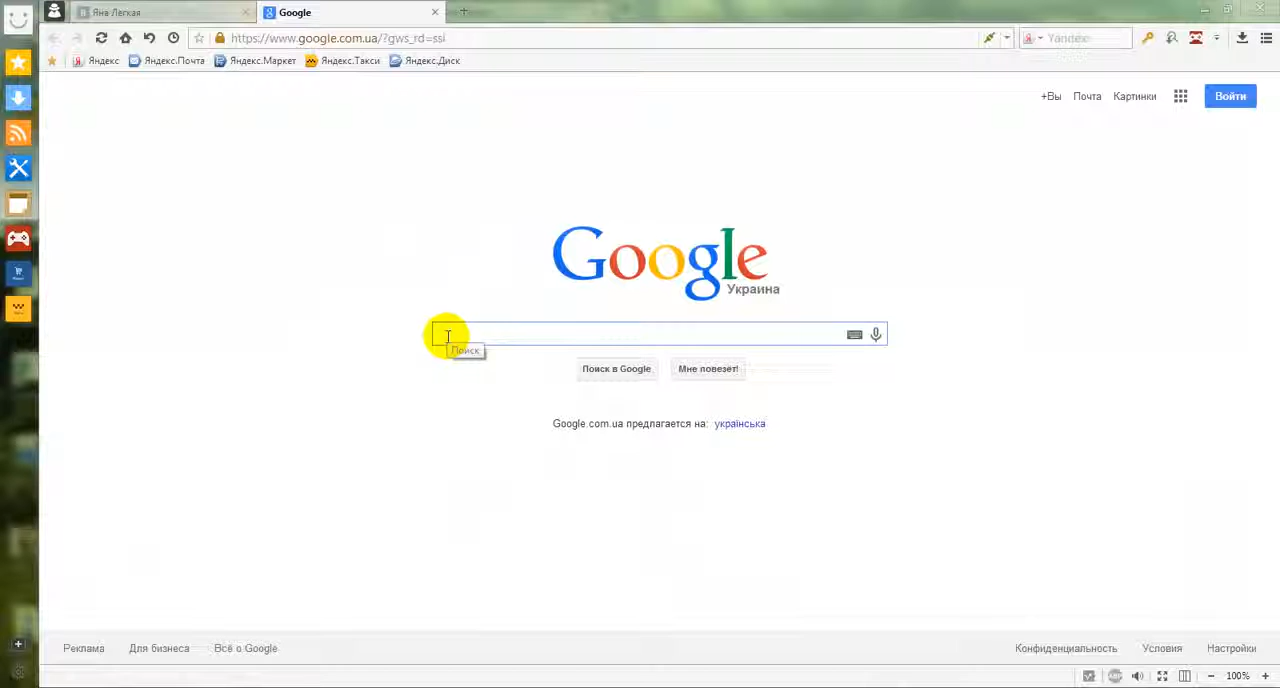 Яна Легкая
Google
https://www.google.com.ua/?gws_rd=ssl
Yandex
Яндекс Яндекс.Почта Яндекс.Маркет Яндекс.Такси Яндекс.Диск
+Вы Почта Картинки Войти
Google
Украина
Поиск
Поиск в Google Мне повезёт!
Google.com.ua предлагается на: українська
Реклама Для бизнеса Всё о Google Конфиденциальность Условия Настройки
100%